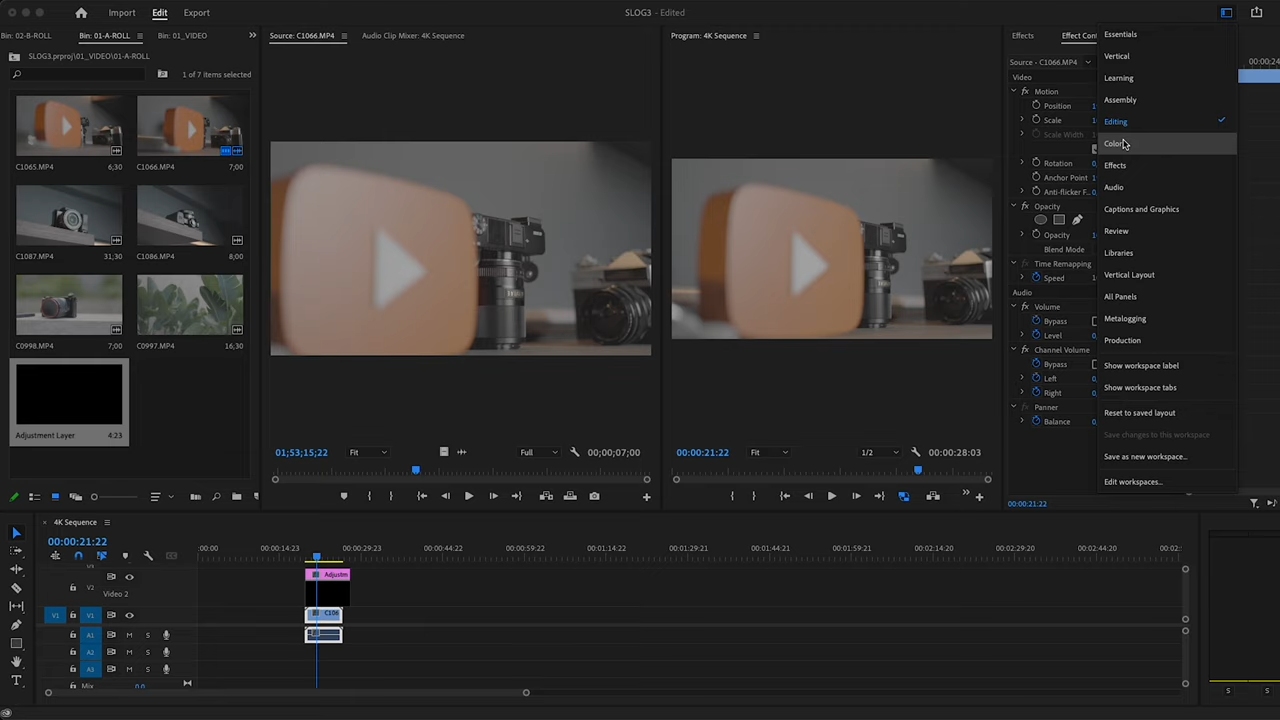 Import
Edit
Export
SLOG3 - Edited
Bin: 02-B-ROLL
Bin: 01-A-ROLL
Bin: 01_VIDEO
SLOG3.prproj\01_VIDEO\01-A-ROLL
1 of 7 items selected
C1065.MP4 6;30
C1066.MP4 7;00
C1087.MP4 31;30
C1086.MP4 8;00
C0998.MP4 7;00
C0997.MP4 16;30
Adjustment Layer 4:23
Source: C1066.MP4
Audio Clip Mixer: 4K Sequence
01;53;15;22
Fit
Full
00;00;07;00
Program: 4K Sequence
00:00:21:22
Fit
1/2
00:00:28:03
Effects
Effect Con
Source - C1066.MP4
00:00:24
Video
fx Motion
Position
Scale
Scale Width
Rotation
Anchor Point
Anti-flicker F...
fx Opacity
Opacity
Blend Mode
fx Time Remapping
Speed
Audio
fx Volume
Bypass
Level
fx Channel Volume
Bypass
Left
Right
fx Panner
Balance
00:00:21:22
Essentials
Vertical
Learning
Assembly
Editing
Color
Effects
Audio
Captions and Graphics
Review
Libraries
Vertical Layout
All Panels
Metalogging
Production
Show workspace label
Show workspace tabs
Reset to saved layout
Save changes to this workspace
Save as new workspace...
Edit workspaces...
4K Sequence
00:00:21:22
:00:00
00:00:14:23
00:00:29:23
00:00:44:22
00:00:59:22
00:01:14:22
00:01:29:21
00:01:44:21
00:01:59:21
00:02:14:20
00:02:29:20
00:02:44:20
00:02:
Adjustm
V2
Video 2
V1 V1
C106
A1 M S
A2 M S
A3 M S
Mix 0,0
S S